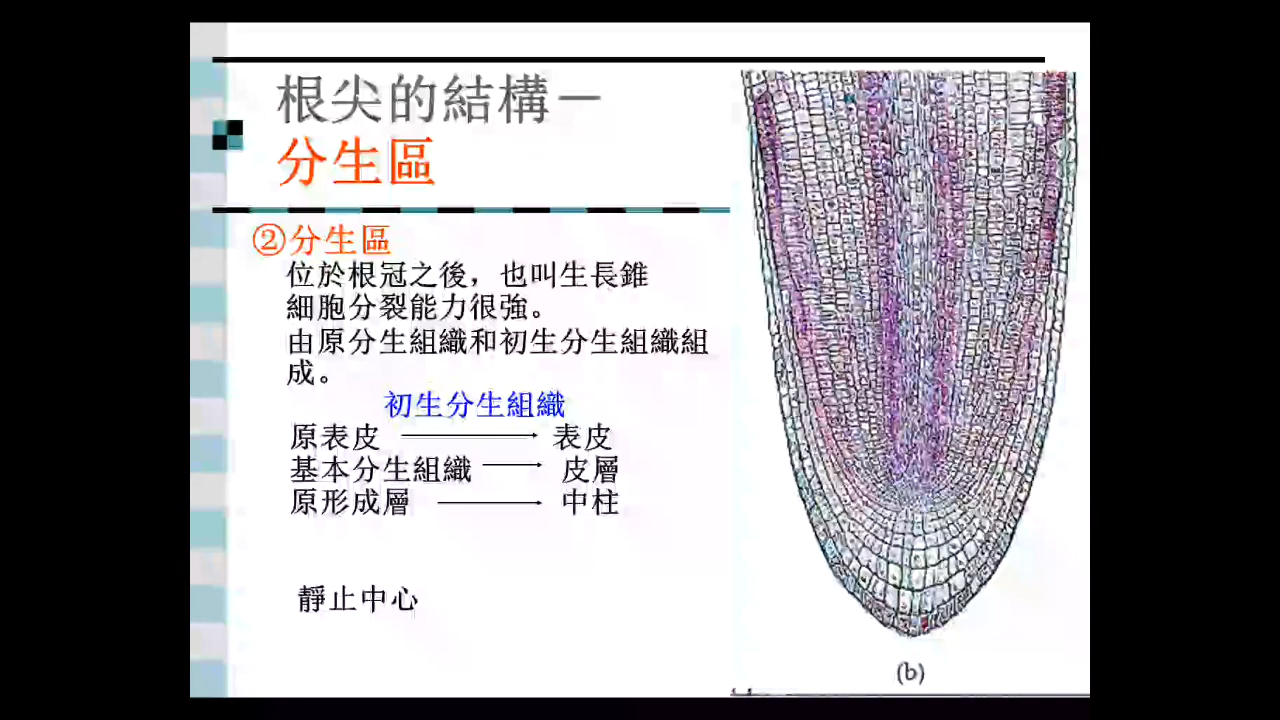 根尖的結構－
分生區
②分生區
位於根冠之後，也叫生長錐
細胞分裂能力很強。
由原分生組織和初生分生組織組
成。
初生分生組織
原表皮 → 表皮
基本分生組織 → 皮層
原形成層 → 中柱
靜止中心
(b)